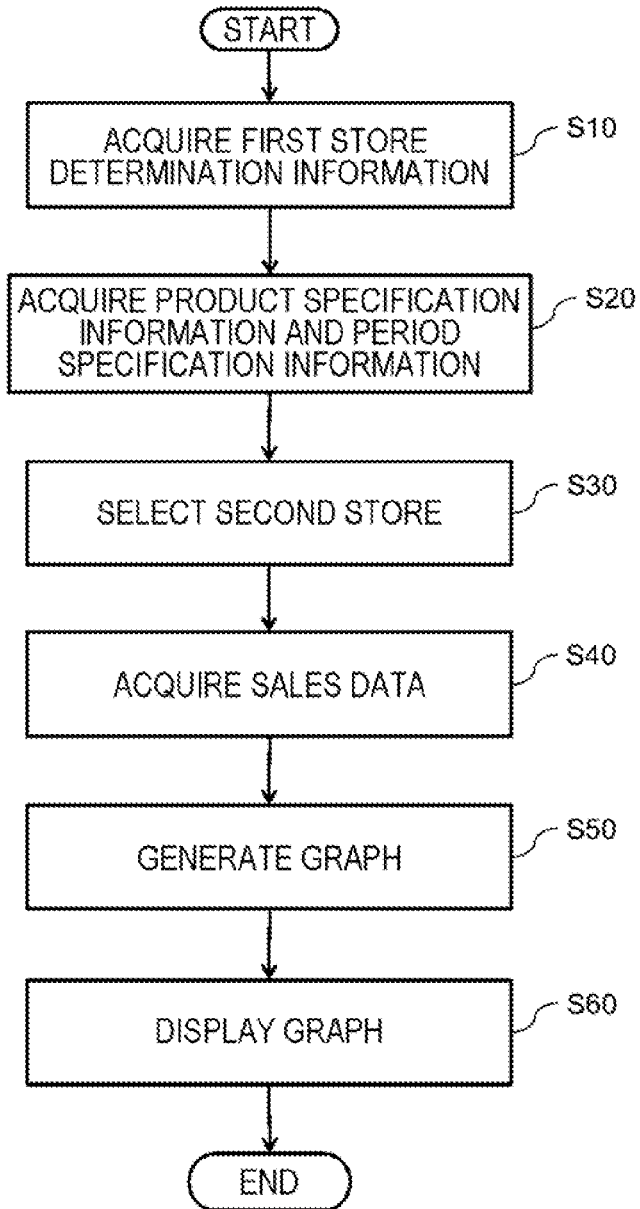 START
ACQUIRE FIRST STORE
DETERMINATION INFORMATION
S10
ACQUIRE PRODUCT SPECIFICATION
INFORMATION AND PERIOD
SPECIFICATION INFORMATION
S20
SELECT SECOND STORE
S30
ACQUIRE SALES DATA
S40
GENERATE GRAPH
S50
DISPLAY GRAPH
S60
END